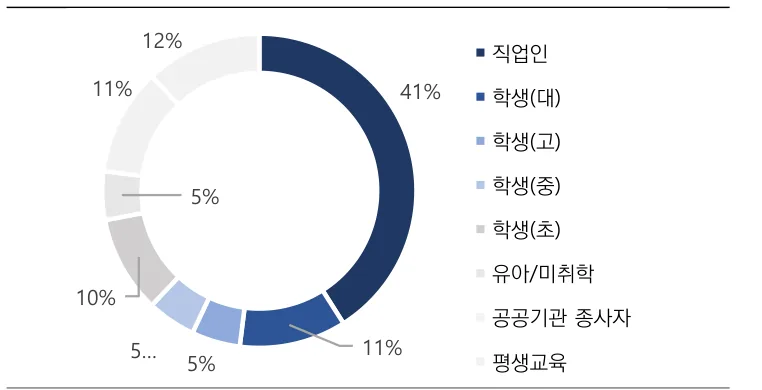 12%
41%
11%
5%
10%
5...
5%
11%
직업인
학생(대)
학생(고)
학생(중)
학생(초)
유아/미취학
공공기관 종사자
평생교육